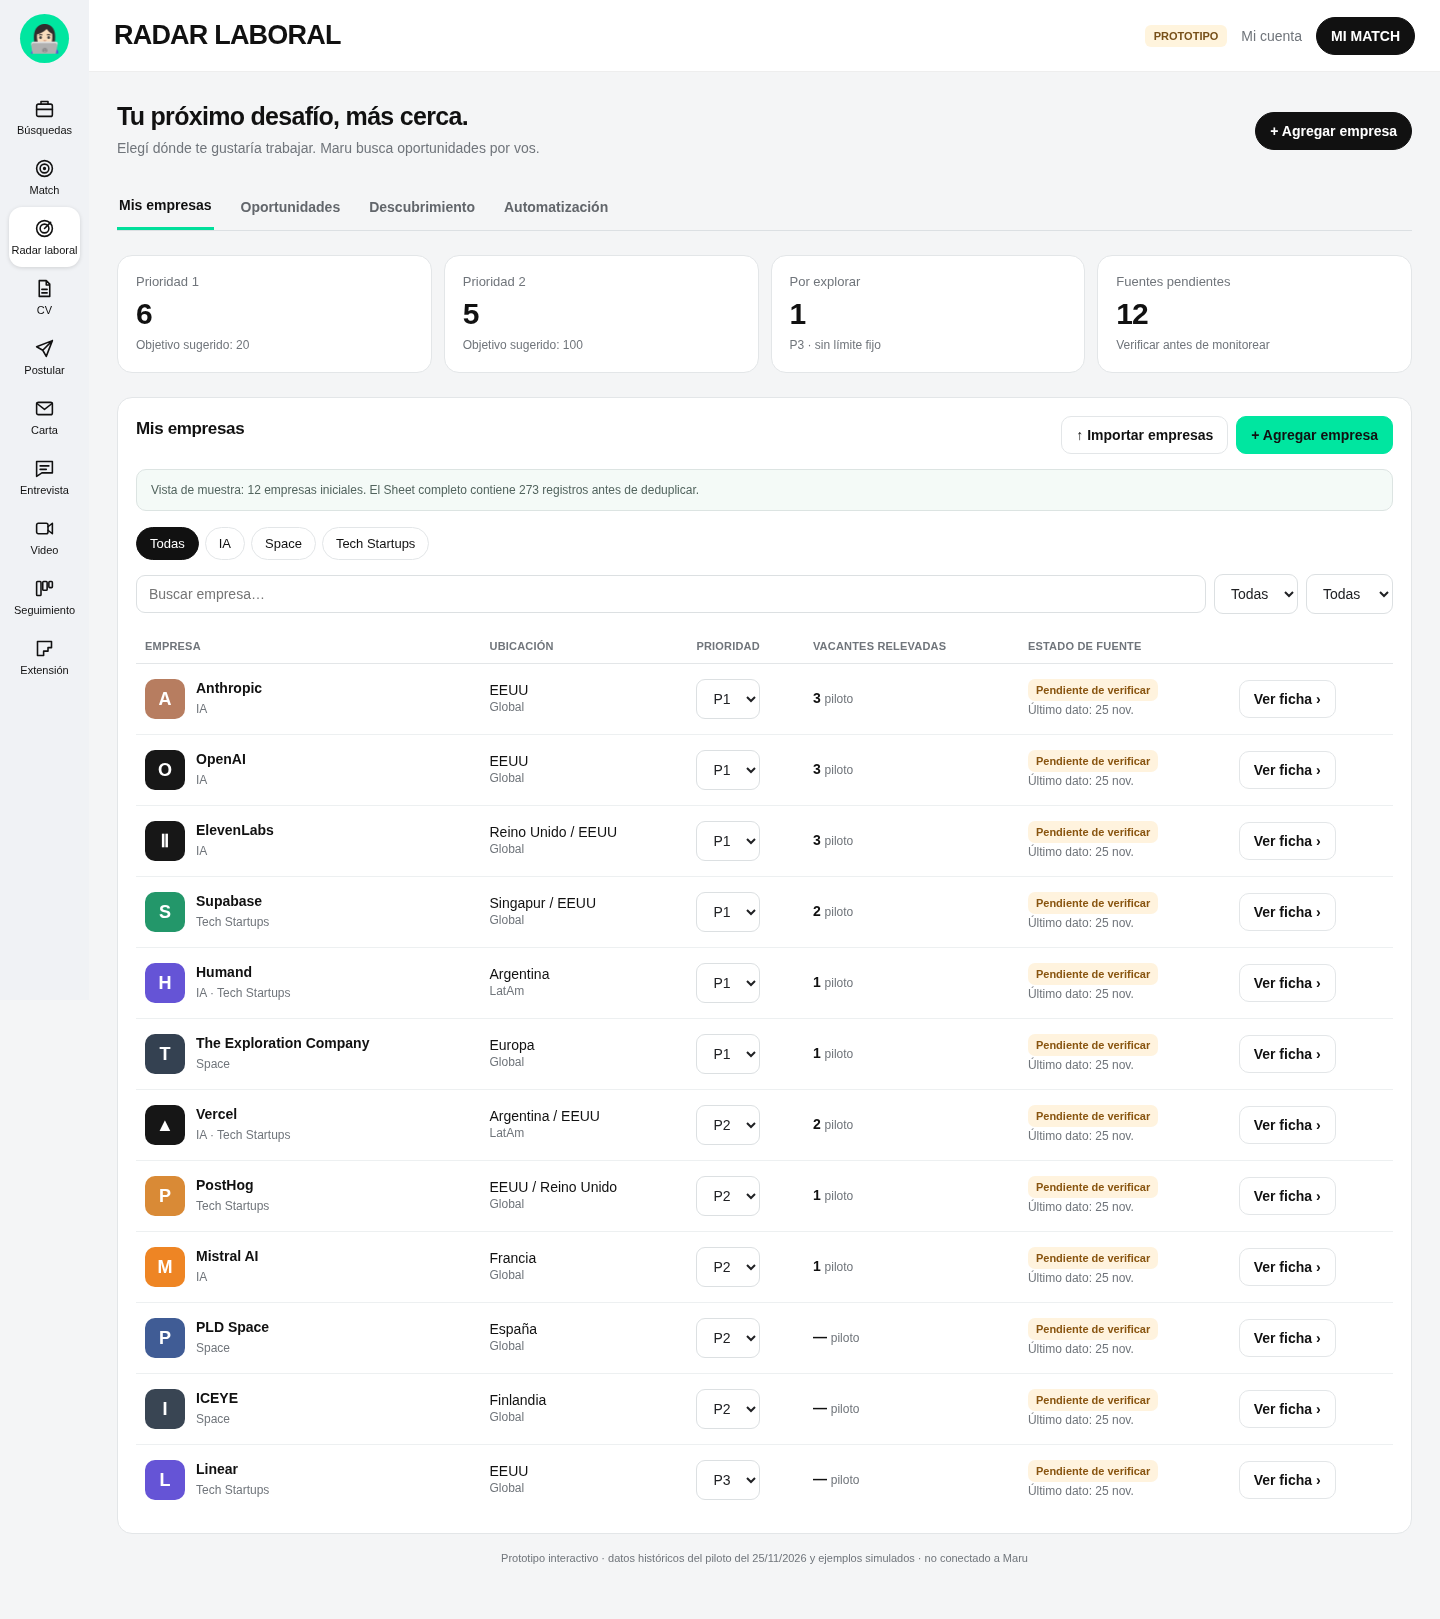 RADAR LABORAL
PROTOTIPO
Mi cuenta
MI MATCH
Búsquedas
Match
Radar laboral
CV
Postular
Carta
Entrevista
Video
Seguimiento
Extensión
Tu próximo desafío, más cerca.
Elegí dónde te gustaría trabajar. Maru busca oportunidades por vos.
+ Agregar empresa
Mis empresas Oportunidades Descubrimiento Automatización
Prioridad 1
6
Objetivo sugerido: 20
Prioridad 2
5
Objetivo sugerido: 100
Por explorar
1
P3 · sin límite fijo
Fuentes pendientes
12
Verificar antes de monitorear
Mis empresas
↑ Importar empresas
+ Agregar empresa
Vista de muestra: 12 empresas iniciales. El Sheet completo contiene 273 registros antes de deduplicar.
Todas IA Space Tech Startups
Buscar empresa…
Todas
Todas
EMPRESA UBICACIÓN PRIORIDAD VACANTES RELEVADAS ESTADO DE FUENTE
A
Anthropic
IA
EEUU
Global
P1
3 piloto
Pendiente de verificar
Último dato: 25 nov.
Ver ficha ›
O
OpenAI
IA
EEUU
Global
P1
3 piloto
Pendiente de verificar
Último dato: 25 nov.
Ver ficha ›
II
ElevenLabs
IA
Reino Unido / EEUU
Global
P1
3 piloto
Pendiente de verificar
Último dato: 25 nov.
Ver ficha ›
S
Supabase
Tech Startups
Singapur / EEUU
Global
P1
2 piloto
Pendiente de verificar
Último dato: 25 nov.
Ver ficha ›
H
Humand
IA · Tech Startups
Argentina
LatAm
P1
1 piloto
Pendiente de verificar
Último dato: 25 nov.
Ver ficha ›
T
The Exploration Company
Space
Europa
Global
P1
1 piloto
Pendiente de verificar
Último dato: 25 nov.
Ver ficha ›
▲
Vercel
IA · Tech Startups
Argentina / EEUU
LatAm
P2
2 piloto
Pendiente de verificar
Último dato: 25 nov.
Ver ficha ›
P
PostHog
Tech Startups
EEUU / Reino Unido
Global
P2
1 piloto
Pendiente de verificar
Último dato: 25 nov.
Ver ficha ›
M
Mistral AI
IA
Francia
Global
P2
1 piloto
Pendiente de verificar
Último dato: 25 nov.
Ver ficha ›
P
PLD Space
Space
España
Global
P2
— piloto
Pendiente de verificar
Último dato: 25 nov.
Ver ficha ›
I
ICEYE
Space
Finlandia
Global
P2
— piloto
Pendiente de verificar
Último dato: 25 nov.
Ver ficha ›
L
Linear
Tech Startups
EEUU
Global
P3
— piloto
Pendiente de verificar
Último dato: 25 nov.
Ver ficha ›
Prototipo interactivo · datos históricos del piloto del 25/11/2026 y ejemplos simulados · no conectado a Maru